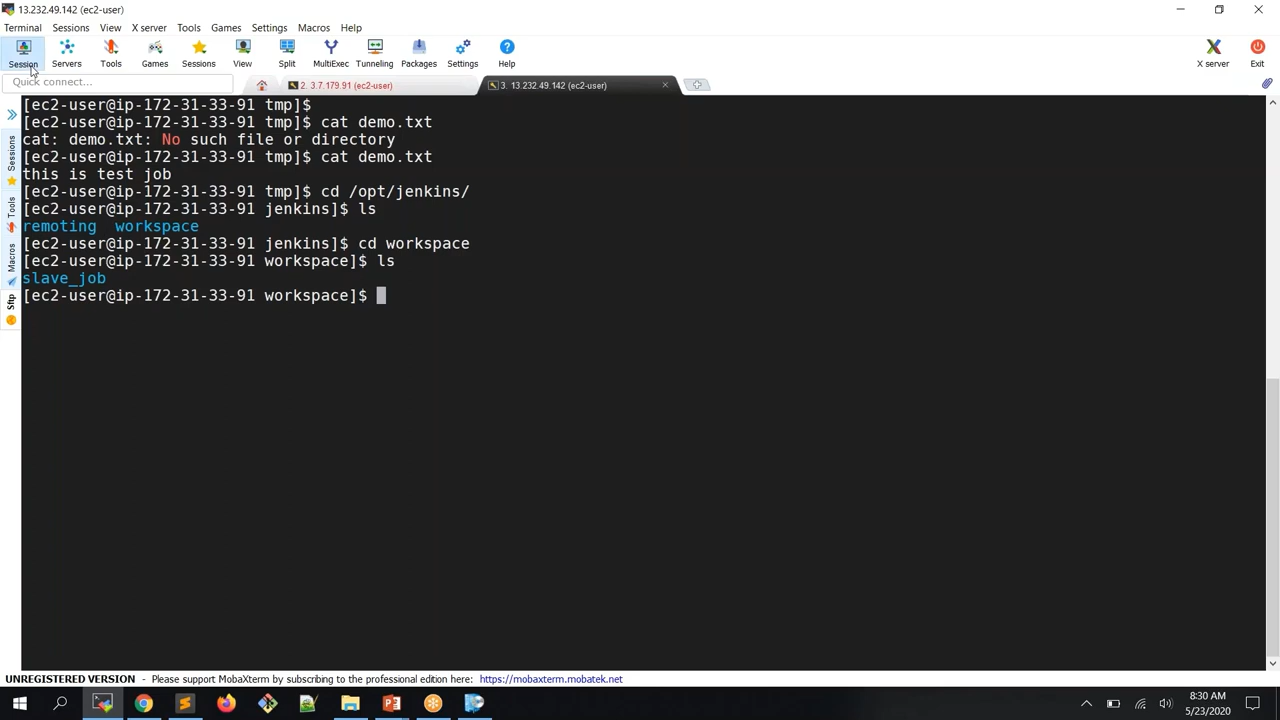 13.232.49.142 (ec2-user)
Terminal Sessions View X server Tools Games Settings Macros Help
Session Servers Tools Games Sessions View Split MultiExec Tunneling Packages Settings Help X server Exit
Quick connect...
2. 3.7.179.91 (ec2-user)
3. 13.232.49.142 (ec2-user)
Sessions
Tools
Macros
Sftp
[ec2-user@ip-172-31-33-91 tmp]$
[ec2-user@ip-172-31-33-91 tmp]$ cat demo.txt
cat: demo.txt: No such file or directory
[ec2-user@ip-172-31-33-91 tmp]$ cat demo.txt
this is test job
[ec2-user@ip-172-31-33-91 tmp]$ cd /opt/jenkins/
[ec2-user@ip-172-31-33-91 jenkins]$ ls
remoting workspace
[ec2-user@ip-172-31-33-91 jenkins]$ cd workspace
[ec2-user@ip-172-31-33-91 workspace]$ ls
slave_job
[ec2-user@ip-172-31-33-91 workspace]$
UNREGISTERED VERSION - Please support MobaXterm by subscribing to the professional edition here: https://mobaxterm.mobatek.net
8:30 AM
5/23/2020